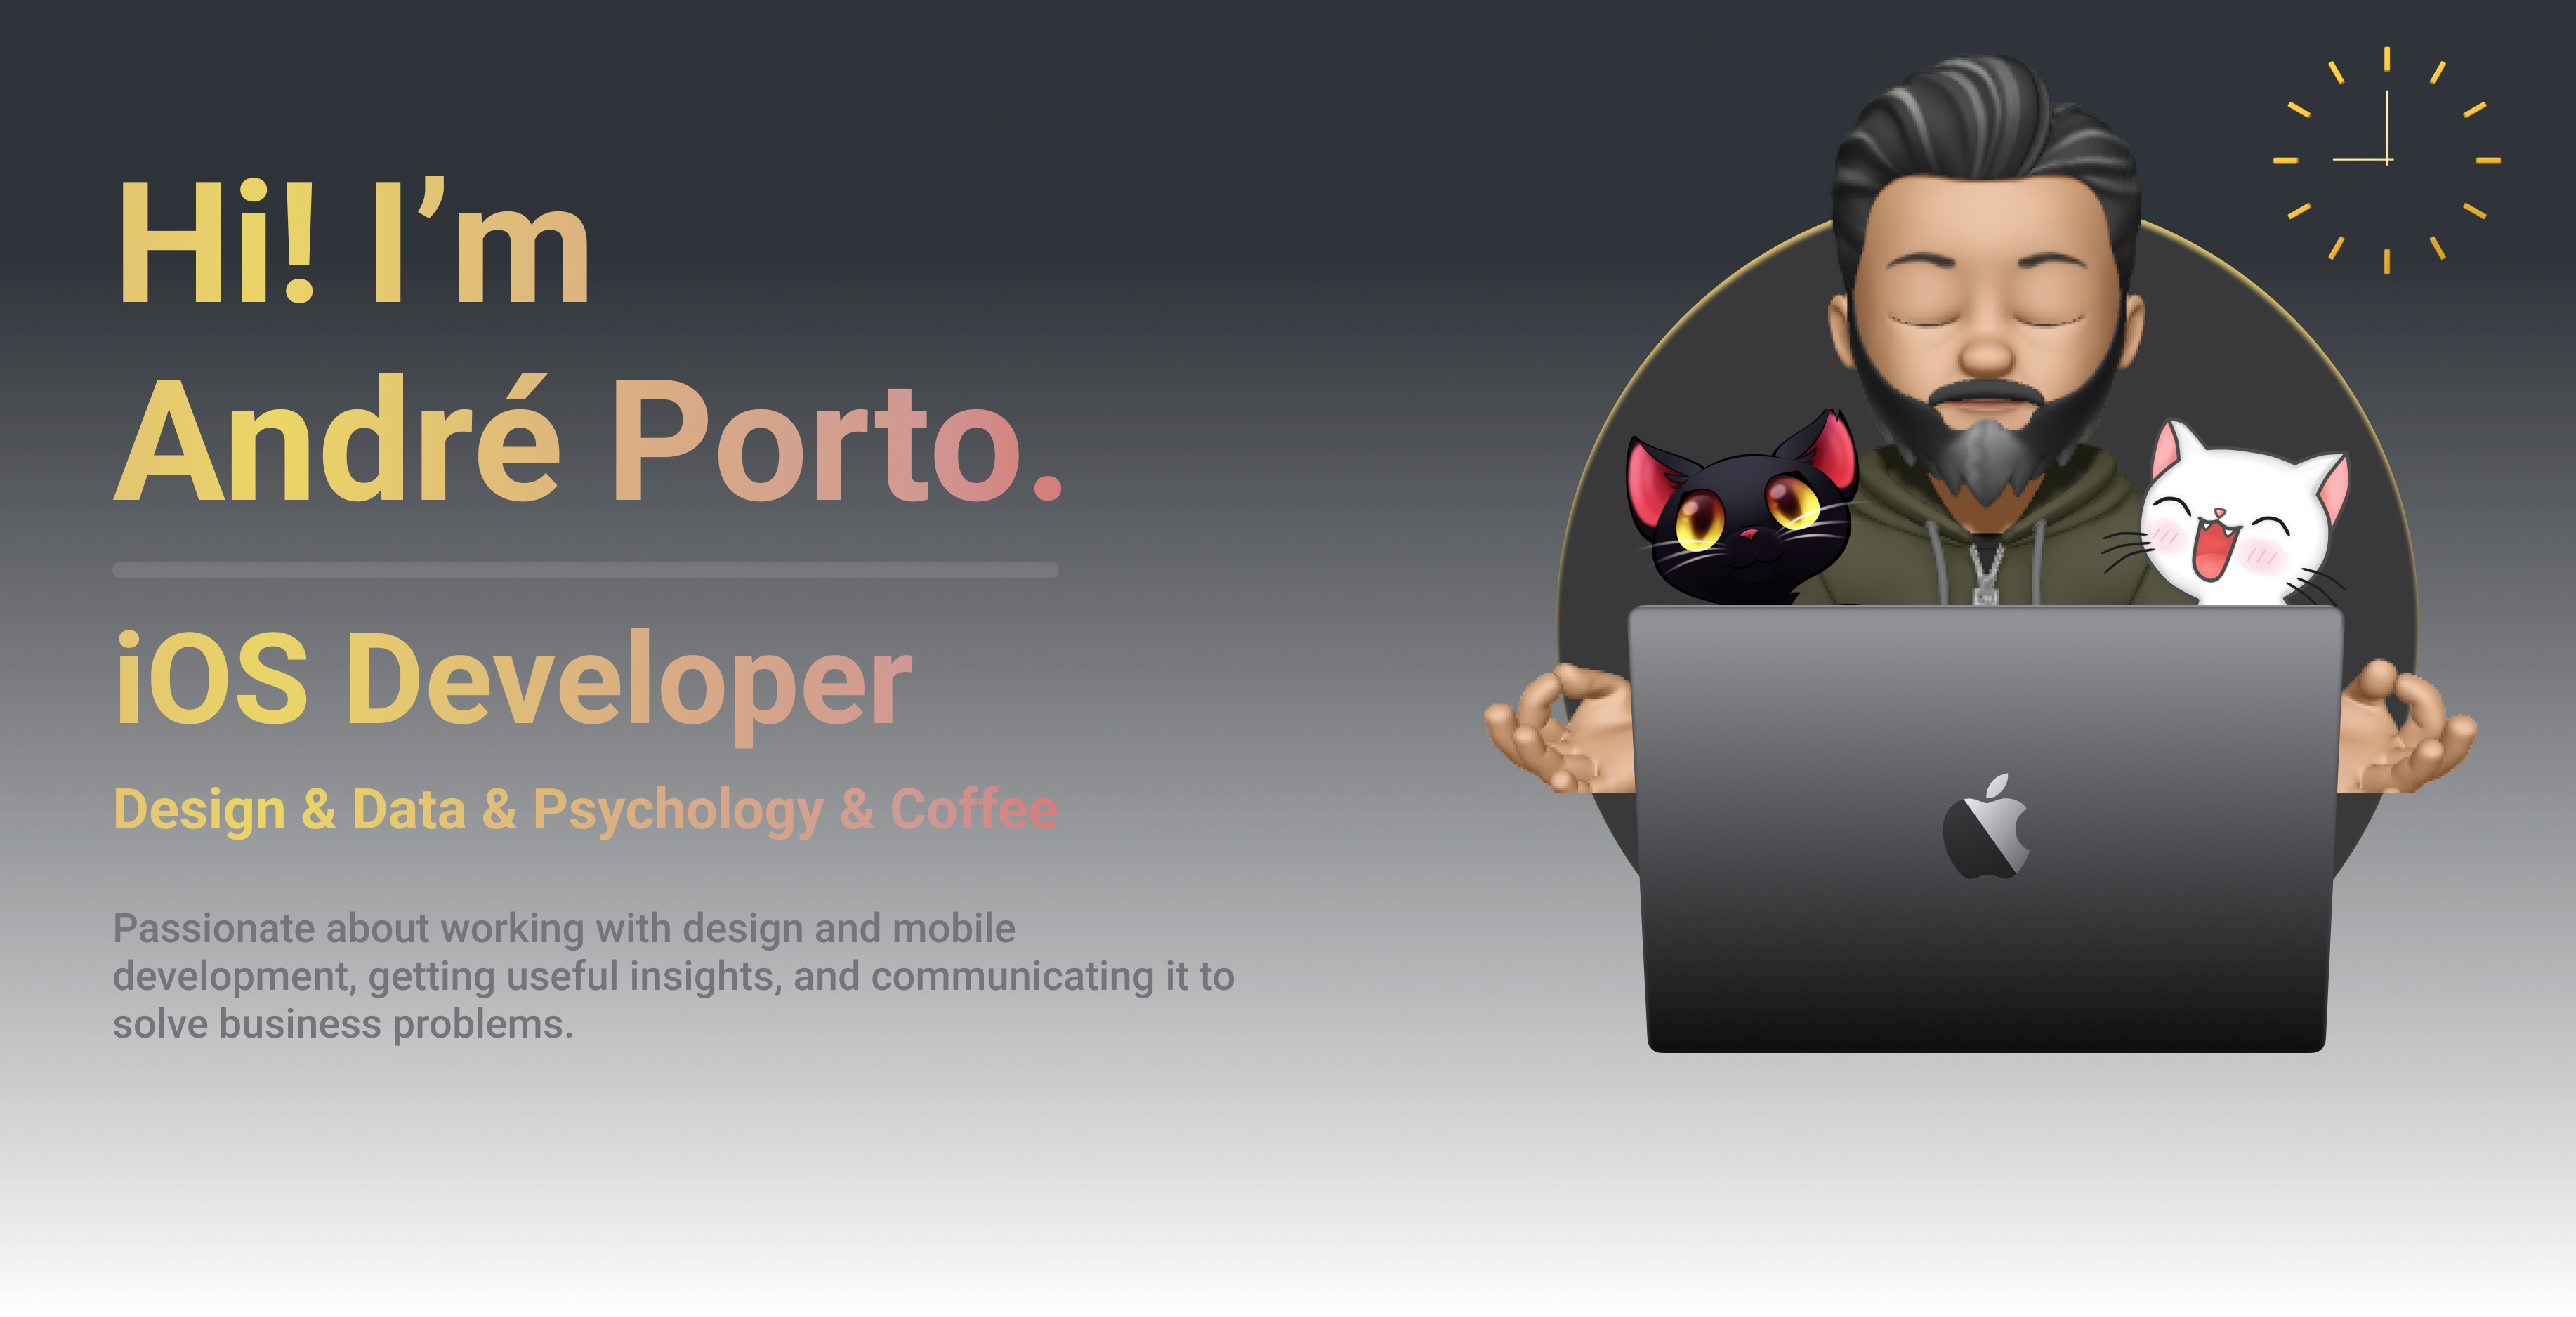 Hi! I’m
André Porto.
iOS Developer
Design & Data & Psychology & Coffee
Passionate about working with design and mobile
development, getting useful insights, and communicating it to
solve business problems.